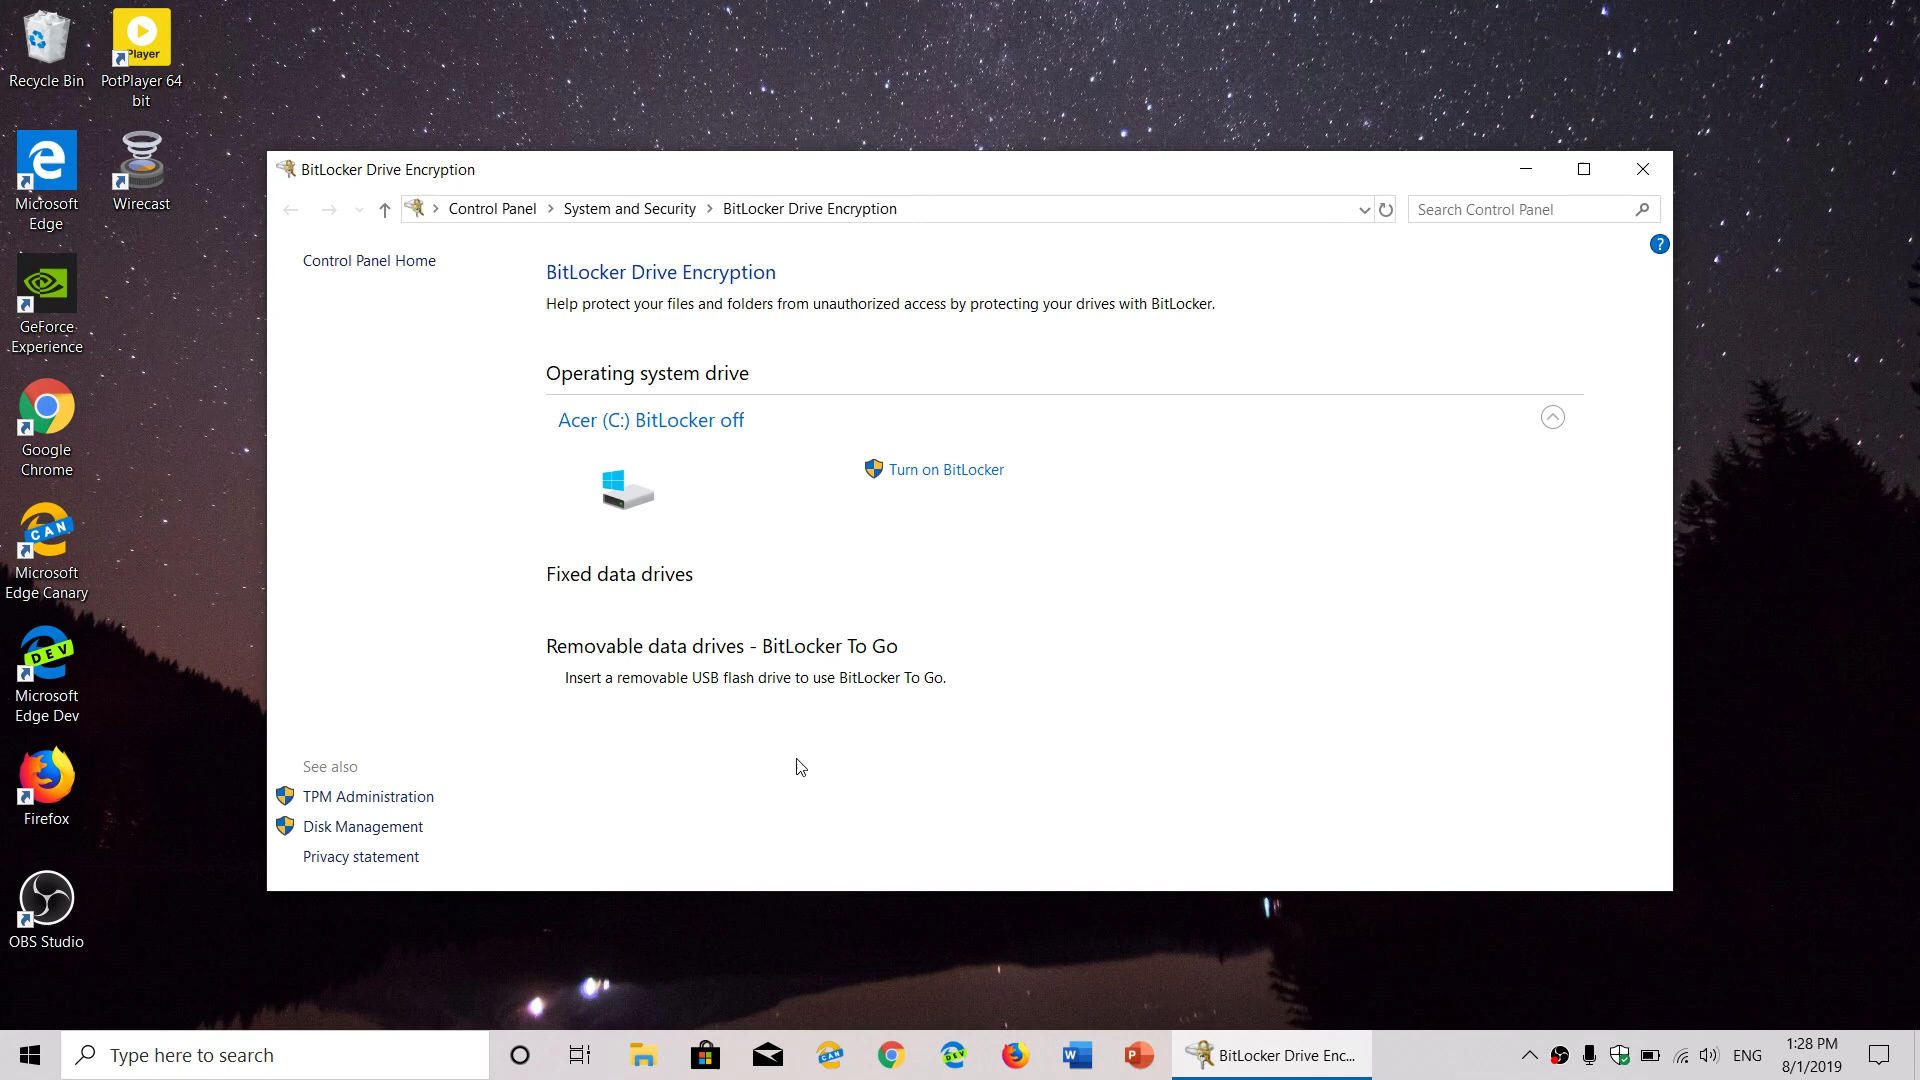 Recycle Bin
PotPlayer 64
bit
Player
Microsoft
Edge
Wirecast
GeForce
Experience
Google
Chrome
CAN
Microsoft
Edge Canary
DEV
Microsoft
Edge Dev
Firefox
OBS Studio
BitLocker Drive Encryption
Control Panel > System and Security > BitLocker Drive Encryption
Search Control Panel
?
Control Panel Home
BitLocker Drive Encryption
Help protect your files and folders from unauthorized access by protecting your drives with BitLocker.
Operating system drive
Acer (C:) BitLocker off
Turn on BitLocker
Fixed data drives
Removable data drives - BitLocker To Go
Insert a removable USB flash drive to use BitLocker To Go.
See also
TPM Administration
Disk Management
Privacy statement
Type here to search
CAN
DEV
W
P
BitLocker Drive Enc...
ENG
1:28 PM
8/1/2019